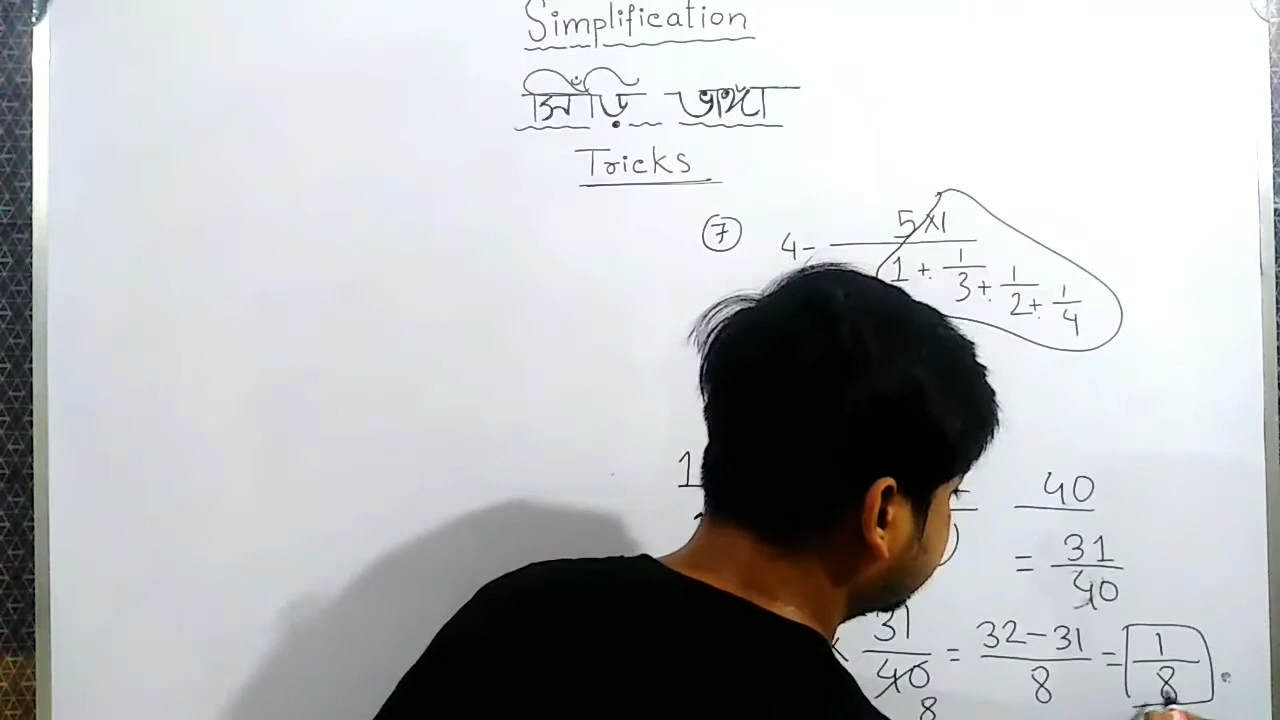 Simplification
সিঁড়ি ভাঙ্গা
Tricks
⑦ 4 - 5×1
1 + 1/3 + 1/2 + 1/4
1
40
= 31/40
31/40 = 32-31/8 = 1/8
8